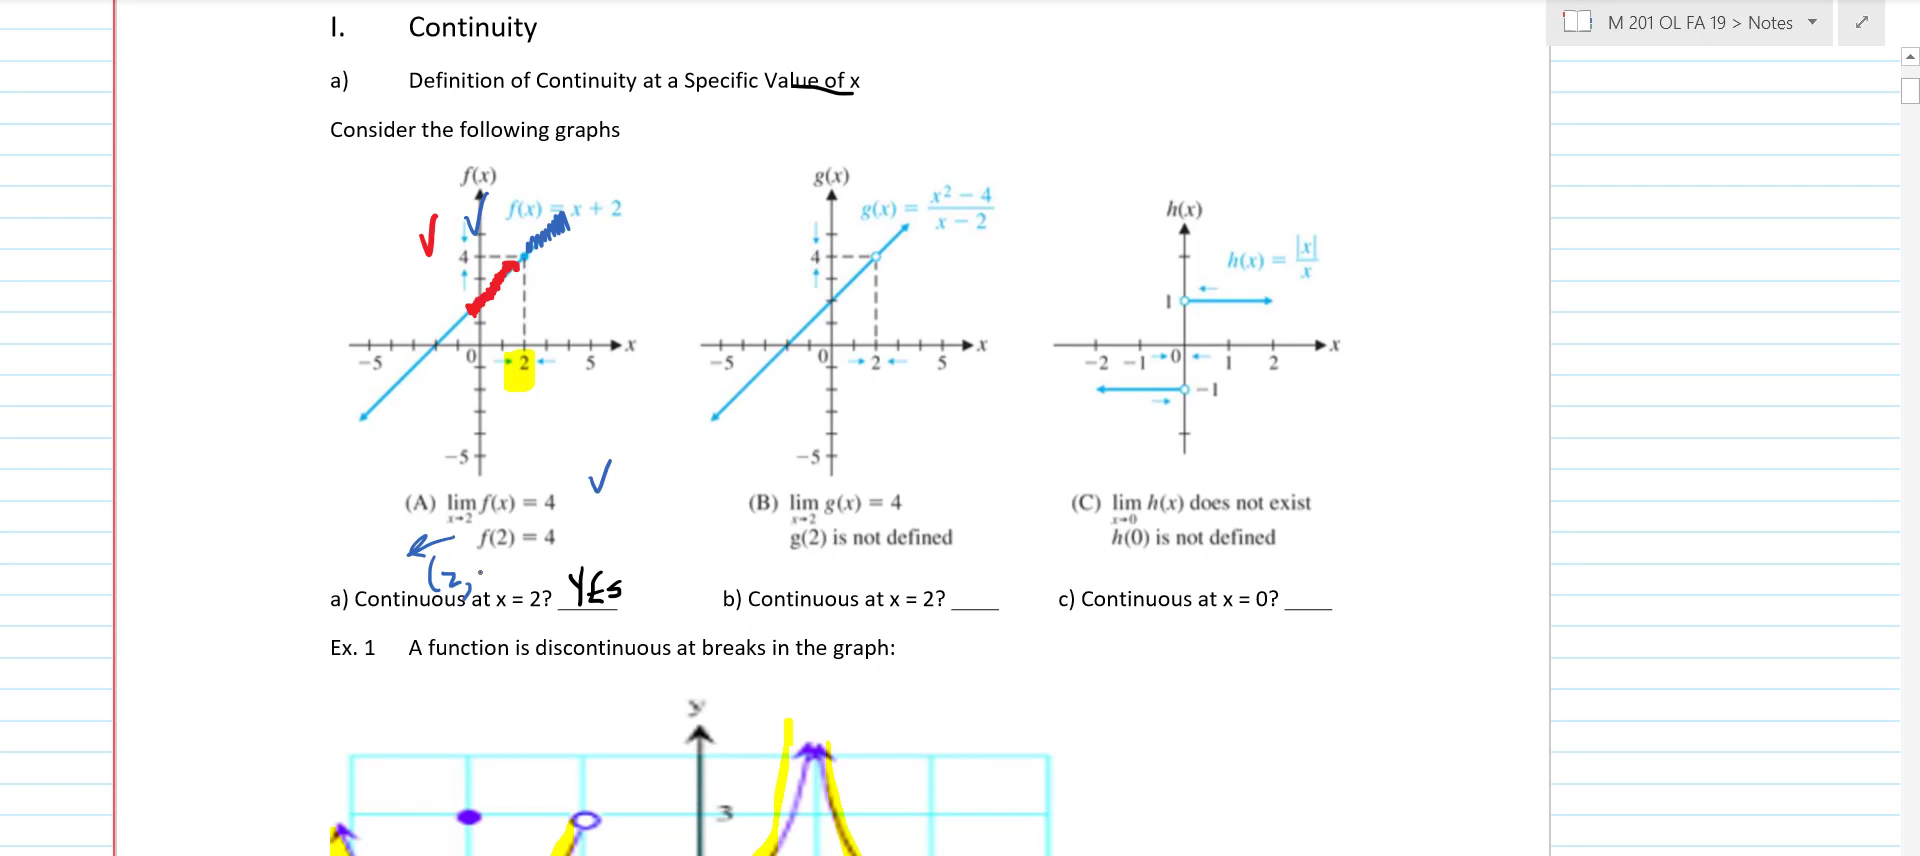 M 201 OL FA 19 > Notes
I. Continuity
a) Definition of Continuity at a Specific Value of x
Consider the following graphs
f(x) g(x) h(x)
f(x) = x + 2
g(x) = x² − 4 / x − 2
h(x) = |x| / x
4 4 1
−5 0 2 5 x −5 0 2 5 x −2 −1 0 1 2 x
−1
−5 −5
(A) lim f(x) = 4 (B) lim g(x) = 4 (C) lim h(x) does not exist
x→2 x→2 x→0
f(2) = 4 g(2) is not defined h(0) is not defined
(2,
a) Continuous at x = 2? YES b) Continuous at x = 2? ____ c) Continuous at x = 0? ____
Ex. 1 A function is discontinuous at breaks in the graph:
y
3